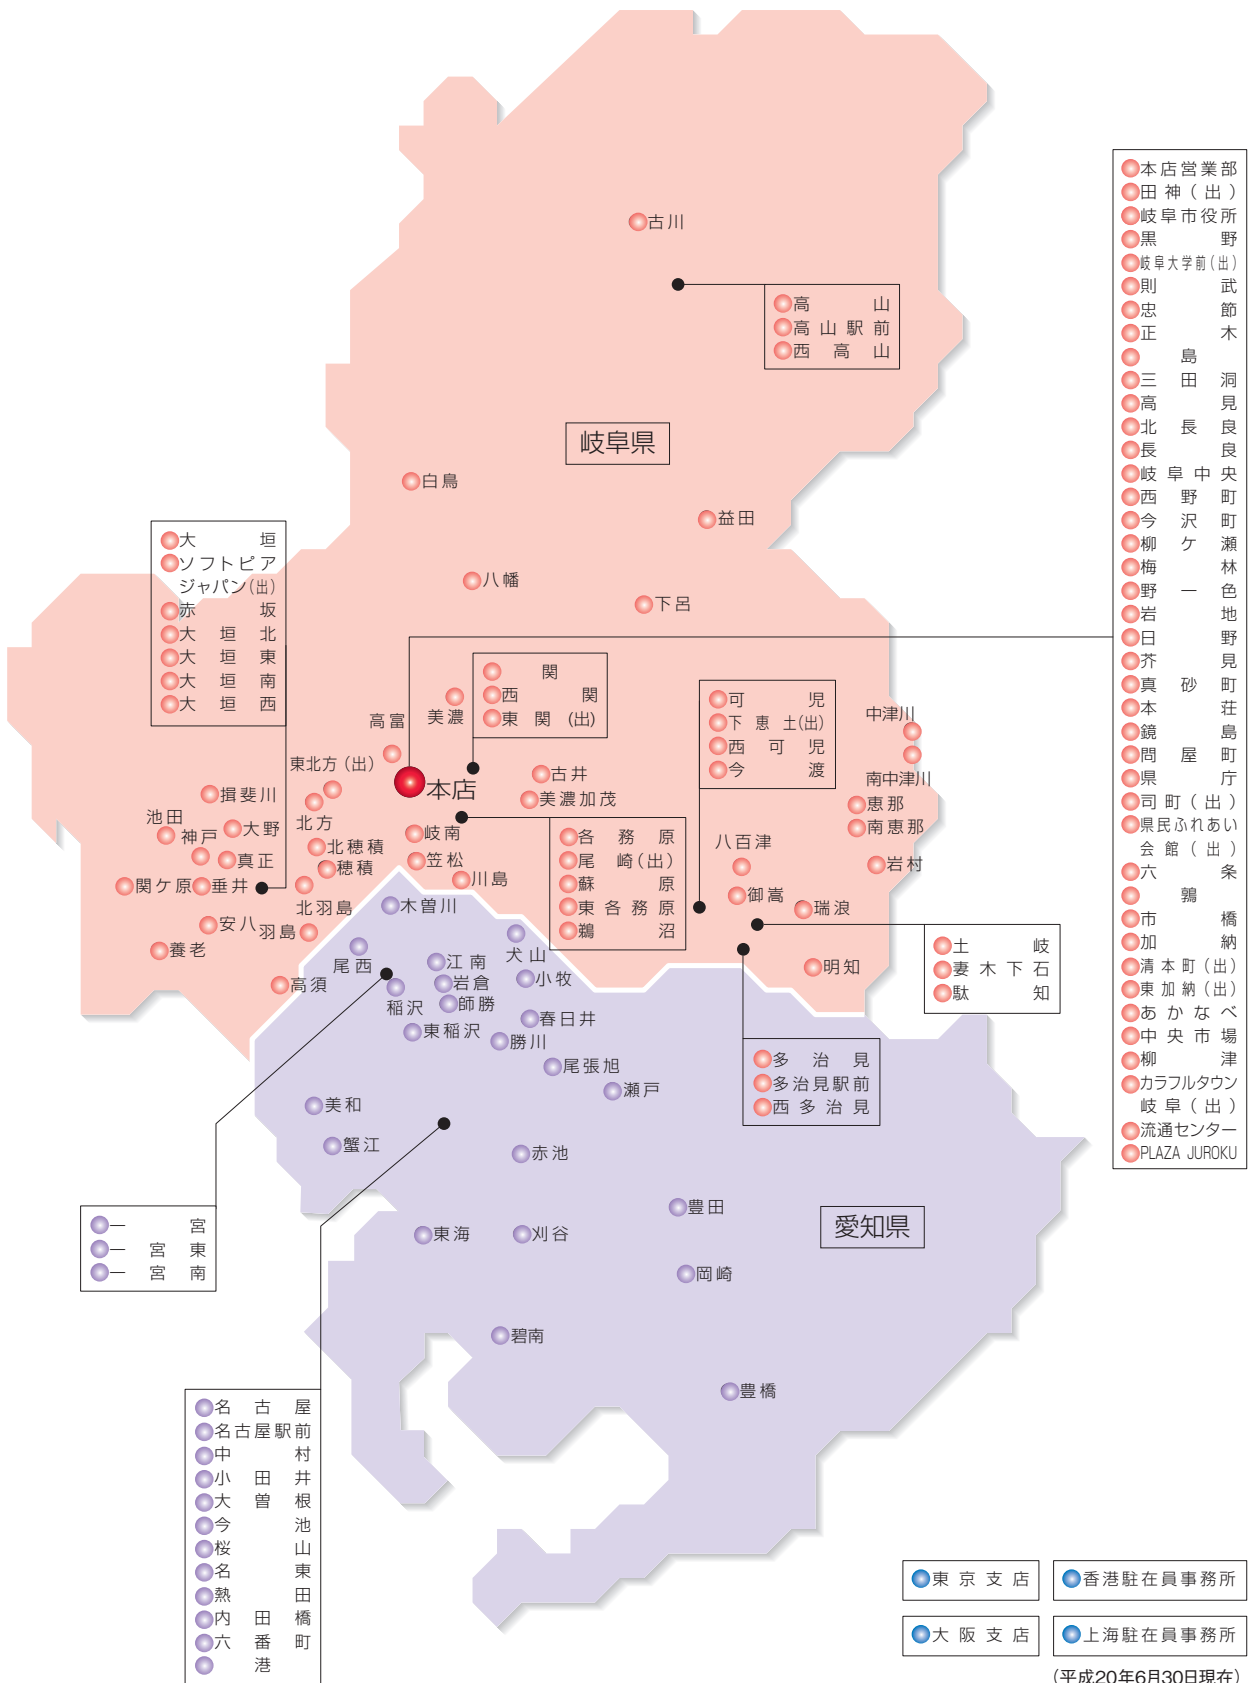 古川
高山
高山駅前
西高山
岐阜県
白鳥
益田
八幡
下呂
大垣
ソフトピア
ジャパン(出)
赤坂
大垣北
大垣東
大垣南
大垣西
関
西関
東関(出)
美濃
高富
東北方(出)
本店
古井
美濃加茂
可児
下恵土(出)
西可児
今渡
中津川
南中津川
恵那
南恵那
岩村
揖斐川
池田
神戸
大野
真正
北方
北穂積
穂積
岐南
笠松
川島
関ケ原
垂井
北羽島
安八
羽島
養老
高須
各務原
尾崎(出)
蘇原
東各務原
鵜沼
八百津
御嵩
瑞浪
明知
土岐
妻木下石
駄知
多治見
多治見駅前
西多治見
木曽川
尾西
犬山
江南
岩倉
小牧
稲沢
師勝
東稲沢
春日井
勝川
尾張旭
瀬戸
美和
蟹江
赤池
豊田
東海
刈谷
愛知県
岡崎
碧南
豊橋
一宮
一宮東
一宮南
名古屋
名古屋駅前
中村
小田井
大曽根
今池
桜山
名東
熱田
内田橋
六番町
港
本店営業部
田神(出)
岐阜市役所
黒野
岐阜大学前(出)
則武
忠節
正木
島
三田洞
高見
北長良
長良
岐阜中央
西野町
今沢町
柳ケ瀬
梅林
野一色
岩地
日野
芥見
真砂町
本荘
鏡島
問屋町
県庁
司町(出)
県民ふれあい
会館(出)
六条
鶉
市橋
加納
清本町(出)
東加納(出)
あかなべ
中央市場
柳津
カラフルタウン
岐阜(出)
流通センター
PLAZA JUROKU
東京支店
香港駐在員事務所
大阪支店
上海駐在員事務所
(平成20年6月30日現在)